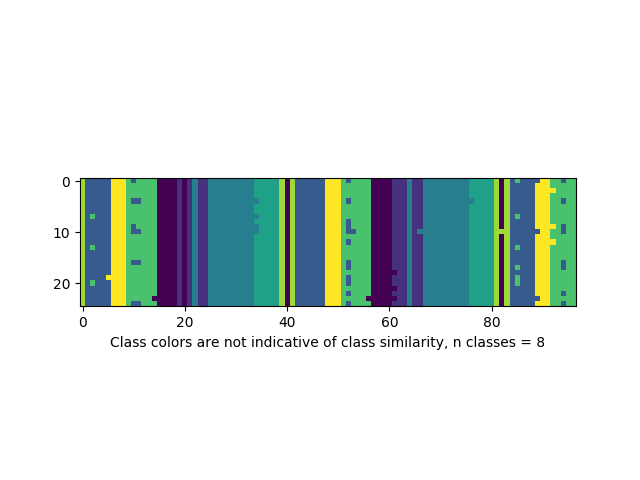 0
10
20
0 20 40 60 80
Class colors are not indicative of class similarity, n classes = 8